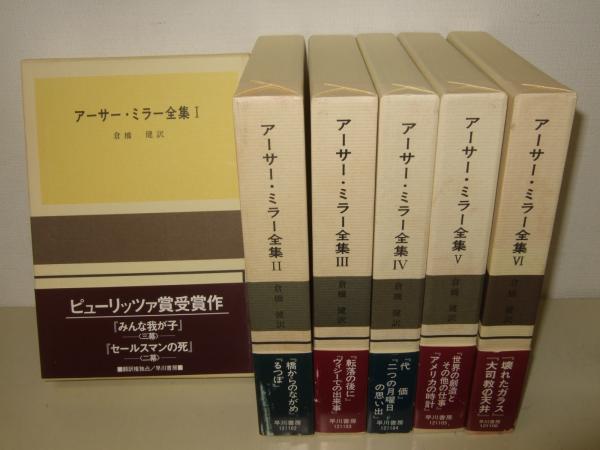 アーサー・ミラー全集 I
倉橋 健訳
ピューリッツァ賞受賞作
『みんな我が子』
〈三幕〉
『セールスマンの死』
〈二幕〉
■翻訳権独占／早川書房
アーサー・ミラー全集 II
倉橋 健訳
『橋からのながめ』
『るつぼ』
早川書房
121102
アーサー・ミラー全集 III
倉橋 健訳
『転落の後に』
『ヴィシーでの出来事』
早川書房
121103
アーサー・ミラー全集 IV
倉橋 健訳
『代価』
『二つの月曜日の思い出』
早川書房
121104
アーサー・ミラー全集 V
倉橋 健訳
『世界の創造と
その他の仕事』
『アメリカの時計』
早川書房
121105
アーサー・ミラー全集 VI
倉橋 健訳
『壊れたガラス』
『大司教の天井』
早川書房
121106